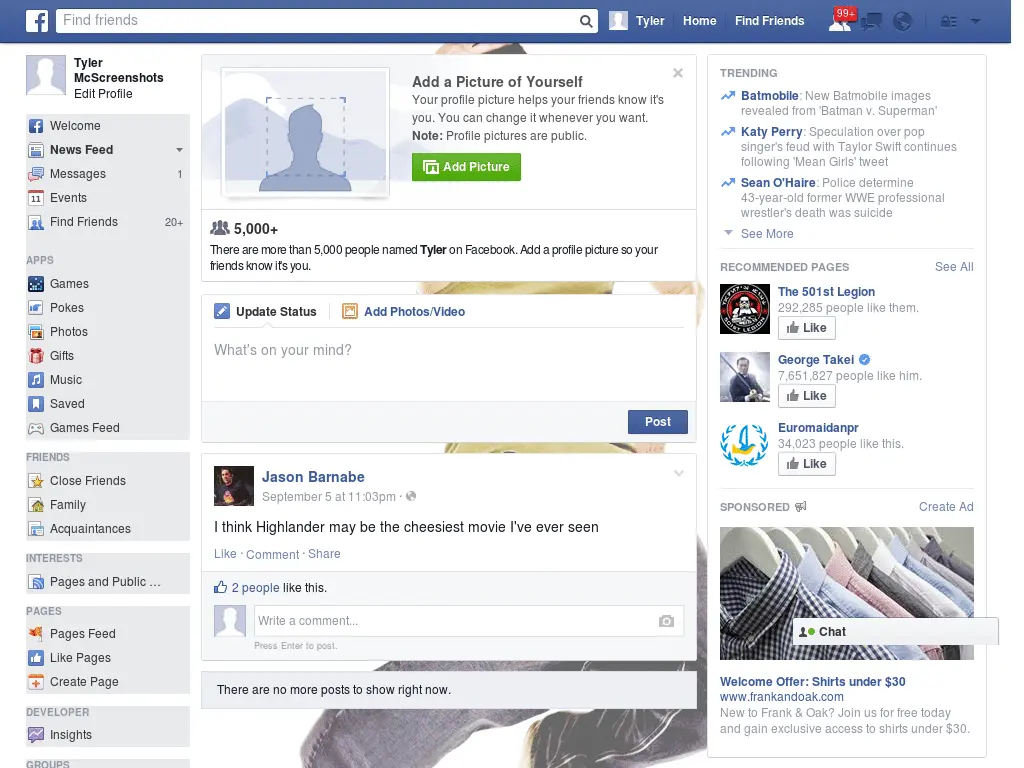 Find friends
Tyler
Home
Find Friends
99+
Tyler
McScreenshots
Edit Profile
Welcome
News Feed
Messages 1
Events
Find Friends 20+
APPS
Games
Pokes
Photos
Gifts
Music
Saved
Games Feed
FRIENDS
Close Friends
Family
Acquaintances
INTERESTS
Pages and Public ...
PAGES
Pages Feed
Like Pages
Create Page
DEVELOPER
Insights
GROUPS
Add a Picture of Yourself
Your profile picture helps your friends know it's
you. You can change it whenever you want.
Note: Profile pictures are public.
Add Picture
5,000+
There are more than 5,000 people named Tyler on Facebook. Add a profile picture so your
friends know it's you.
Update Status
Add Photos/Video
What's on your mind?
Post
Jason Barnabe
September 5 at 11:03pm ·
I think Highlander may be the cheesiest movie I've ever seen
Like · Comment · Share
2 people like this.
Write a comment...
Press Enter to post.
There are no more posts to show right now.
TRENDING
Batmobile: New Batmobile images
revealed from 'Batman v. Superman'
Katy Perry: Speculation over pop
singer's feud with Taylor Swift continues
following 'Mean Girls' tweet
Sean O'Haire: Police determine
43-year-old former WWE professional
wrestler's death was suicide
See More
RECOMMENDED PAGES See All
The 501st Legion
292,285 people like them.
Like
George Takei
7,651,827 people like him.
Like
Euromaidanpr
34,023 people like this.
Like
SPONSORED Create Ad
Chat
Welcome Offer: Shirts under $30
www.frankandoak.com
New to Frank & Oak? Join us for free today
and gain exclusive access to shirts under $30.